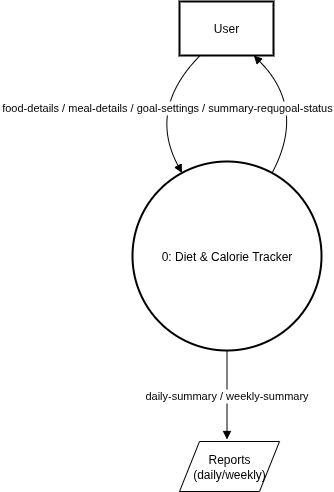 User
food-details / meal-details / goal-settings / summary-requgoal-status
0: Diet & Calorie Tracker
daily-summary / weekly-summary
Reports
(daily/weekly)